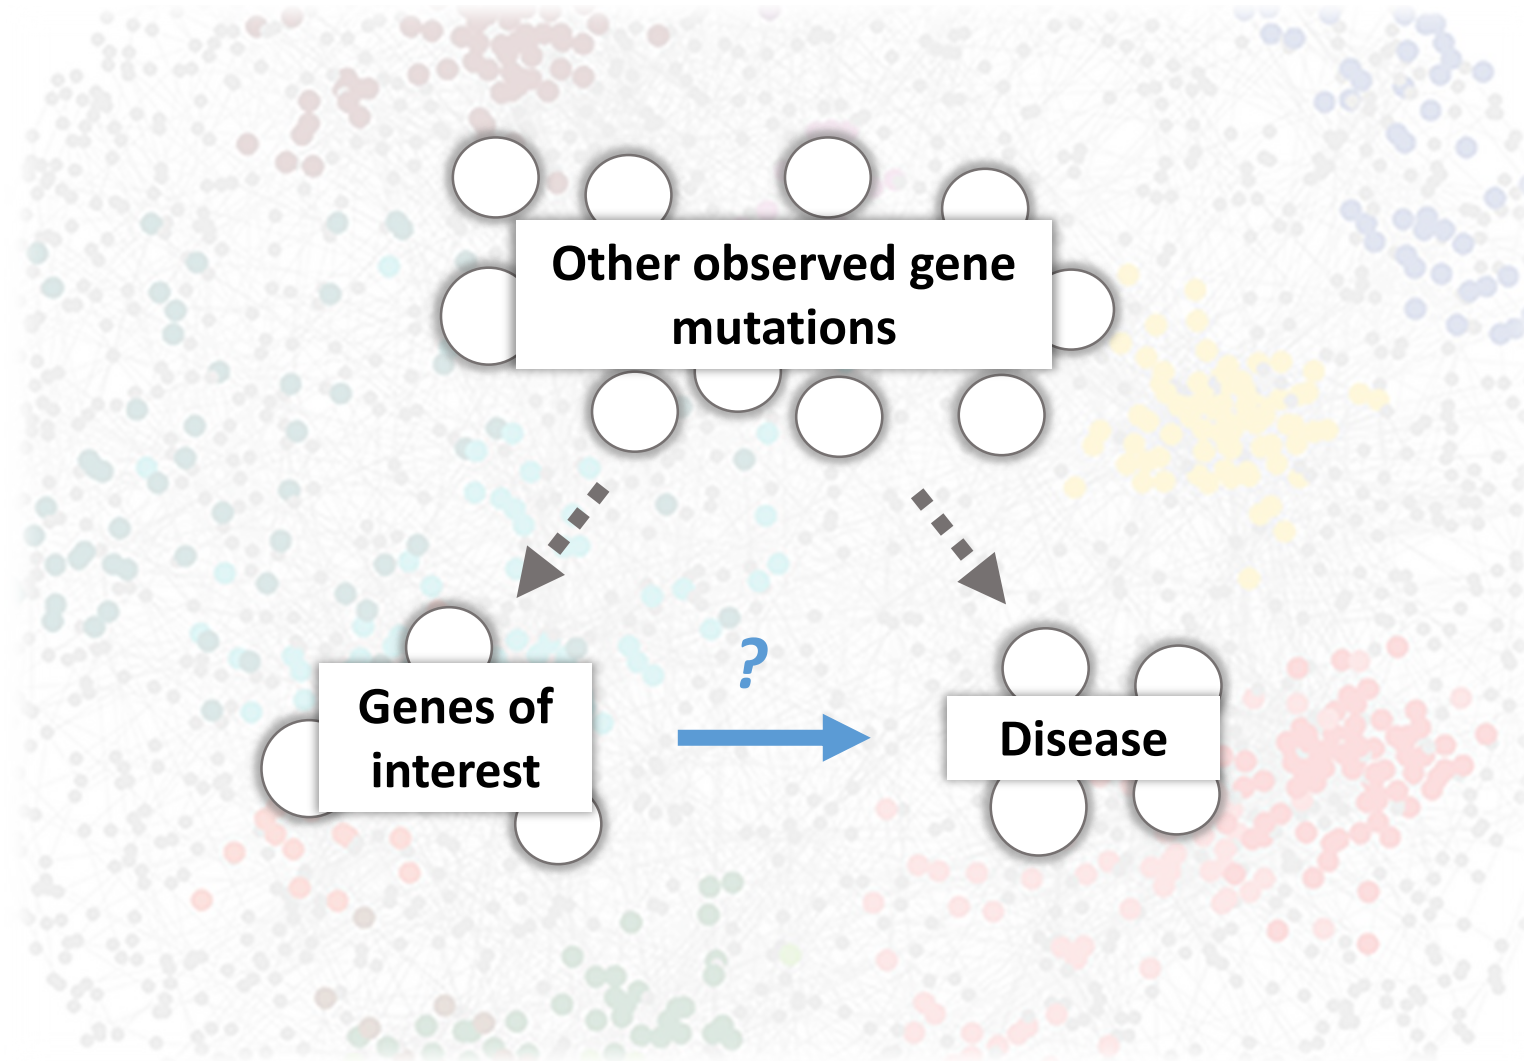 Other observed gene
mutations
?
Genes of
interest
Disease